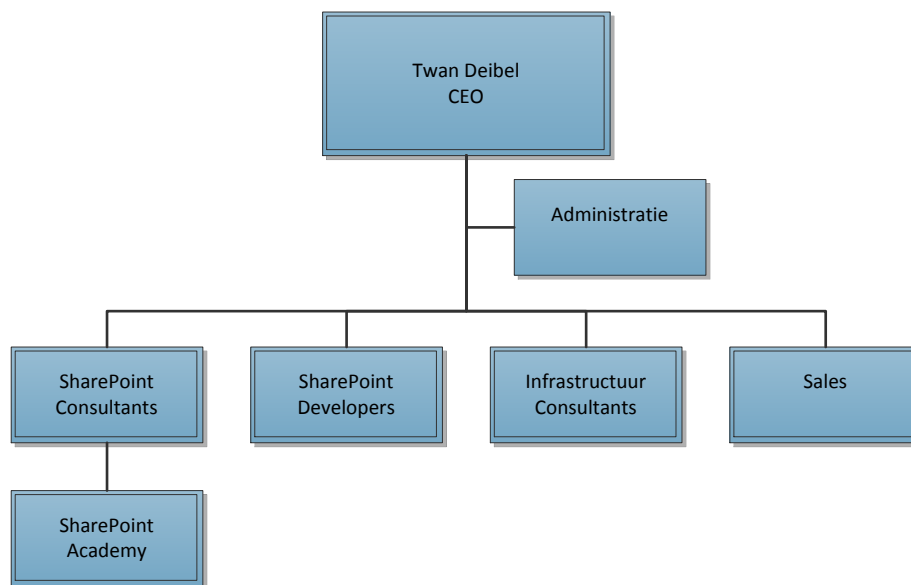 Twan Deibel
CEO
Administratie
SharePoint
Consultants
SharePoint
Developers
Infrastructuur
Consultants
Sales
SharePoint
Academy